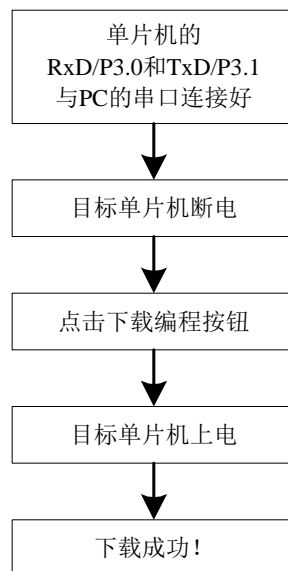 单片机的
RxD/P3.0和TxD/P3.1
与PC的串口连接好
目标单片机断电
点击下载编程按钮
目标单片机上电
下载成功！